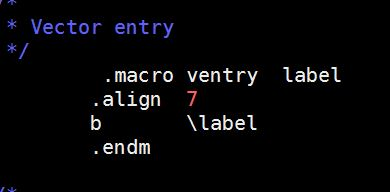 /*
* Vector entry
*/
.macro ventry label
.align 7
b \label
.endm
/*